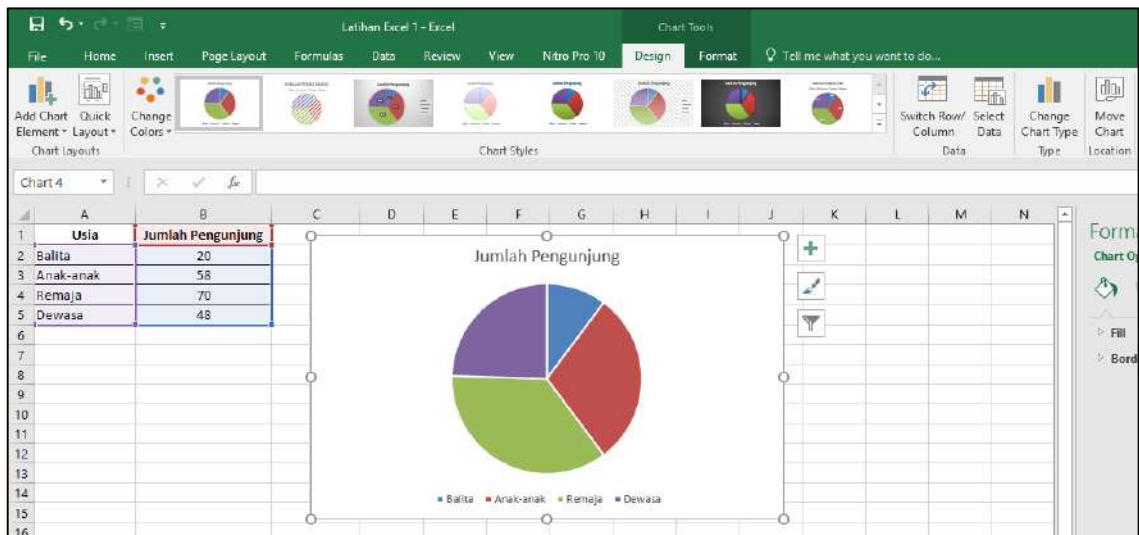 Latihan Excel 1 - Excel
Chart Tools
File Home Insert Page Layout Formulas Data Review View Nitro Pro 10 Design Format Tell me what you want to do...
Add Chart Element Quick Layout Change Colors Switch Row/ Column Select Data Change Chart Type Move Chart
Chart Layouts Chart Styles Data Type Location
Chart 4 fx
A B C D E F G H I J K L M N
1 Usia Jumlah Pengunjung
2 Balita 20
3 Anak-anak 58
4 Remaja 70
5 Dewasa 48
6
7
8
9
10
11
12
13
14
15
16
Jumlah Pengunjung
Balita Anak-anak Remaja Dewasa
Form
Chart Op
Fill
Bord